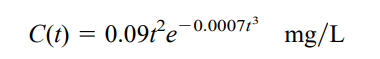 C(t) = 0.09t²e⁻⁰·⁰⁰⁰⁷ᵗ³ mg/L